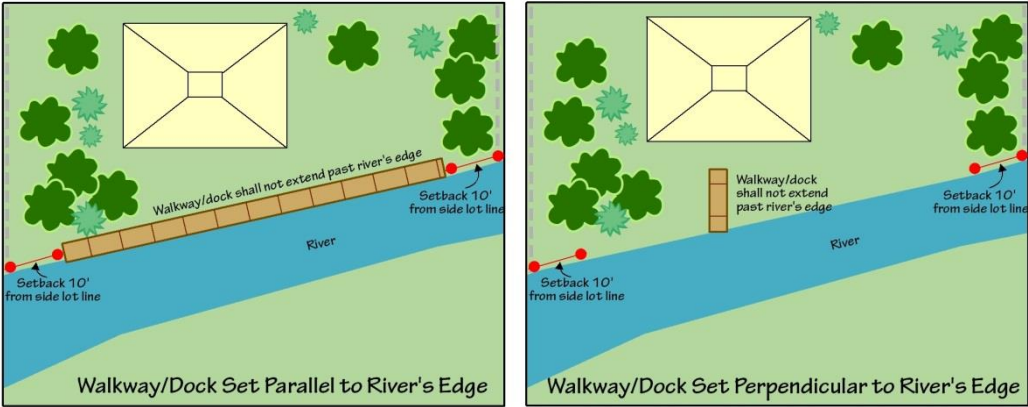 Walkway/dock shall not extend past river's edge
Setback 10'
from side lot line
River
Setback 10'
from side lot line
Walkway/Dock Set Parallel to River's Edge
Walkway/dock
shall not extend
past river's edge
Setback 10'
from side lot line
River
Setback 10'
from side lot line
Walkway/Dock Set Perpendicular to River's Edge